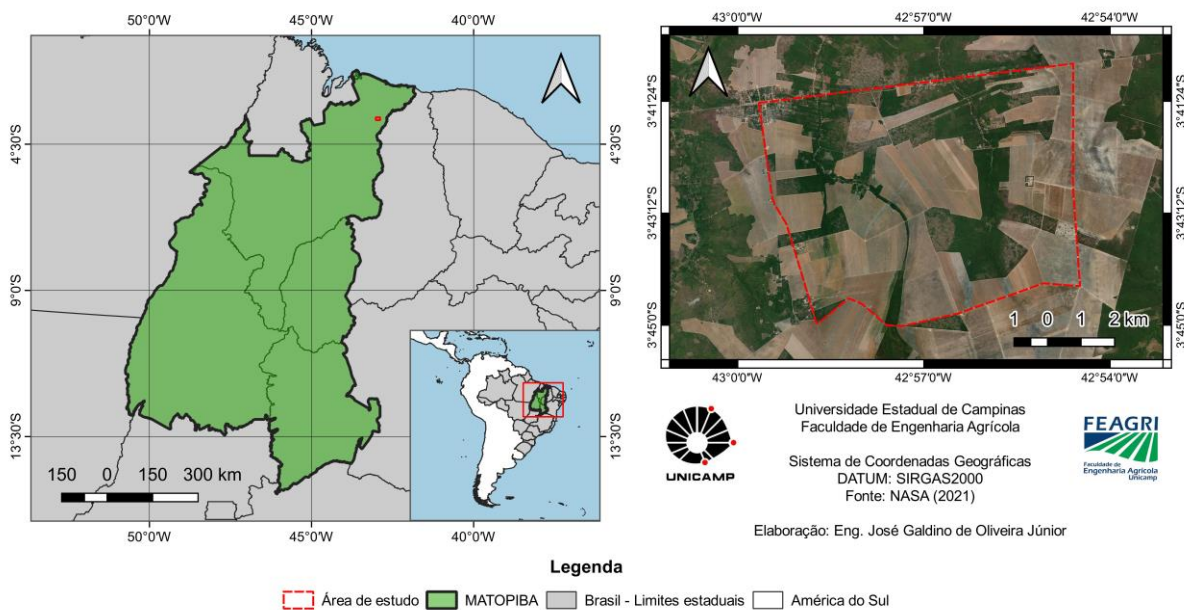 50°0'W 45°0'W 40°0'W
4°30'S
9°0'S
13°30'S
4°30'S
9°0'S
13°30'S
150 0 150 300 km
50°0'W 45°0'W 40°0'W
43°0'0"W 42°57'0"W 42°54'0"W
3°41'24"S
3°43'12"S
3°45'0"S
3°41'24"S
3°43'12"S
3°45'0"S
1 0 1 2 km
43°0'0"W 42°57'0"W 42°54'0"W
UNICAMP
Universidade Estadual de Campinas
Faculdade de Engenharia Agrícola
Sistema de Coordenadas Geográficas
DATUM: SIRGAS2000
Fonte: NASA (2021)
FEAGRI
Faculdade de
Engenharia Agrícola
Unicamp
Elaboração: Eng. José Galdino de Oliveira Júnior
Legenda
Área de estudo MATOPIBA Brasil - Limites estaduais América do Sul